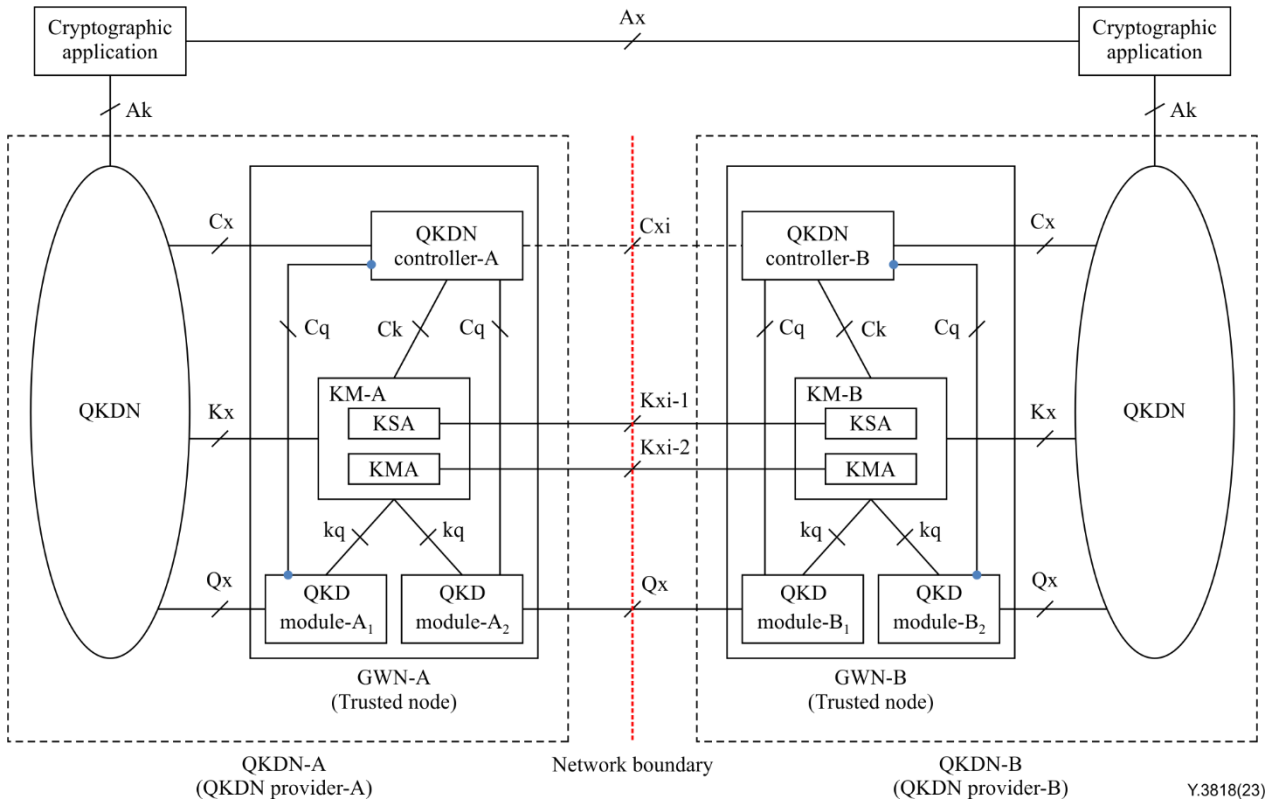 Cryptographic
application
Ax
Cryptographic
application
Ak
Ak
Cx
QKDN
controller-A
Cxi
QKDN
controller-B
Cx
Cq
Ck
Cq
Cq
Ck
Cq
QKDN
Kx
KM-A
KSA
KMA
Kxi-1
Kxi-2
KM-B
KSA
KMA
Kx
QKDN
kq
kq
kq
kq
Qx
QKD
module-A₁
QKD
module-A₂
Qx
QKD
module-B₁
QKD
module-B₂
Qx
GWN-A
(Trusted node)
GWN-B
(Trusted node)
QKDN-A
(QKDN provider-A)
Network boundary
QKDN-B
(QKDN provider-B)
Y.3818(23)